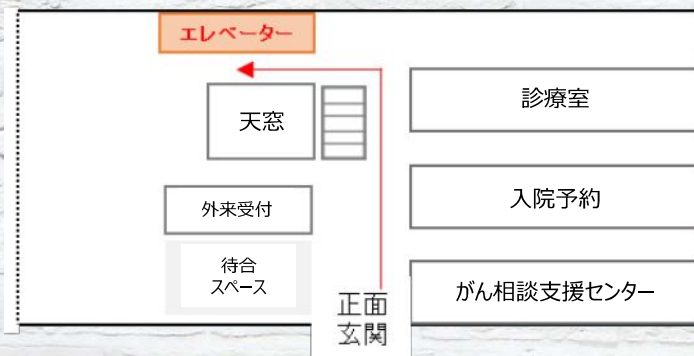 エレベーター
天窓
診療室
外来受付
入院予約
待合
スペース
がん相談支援センター
正面
玄関